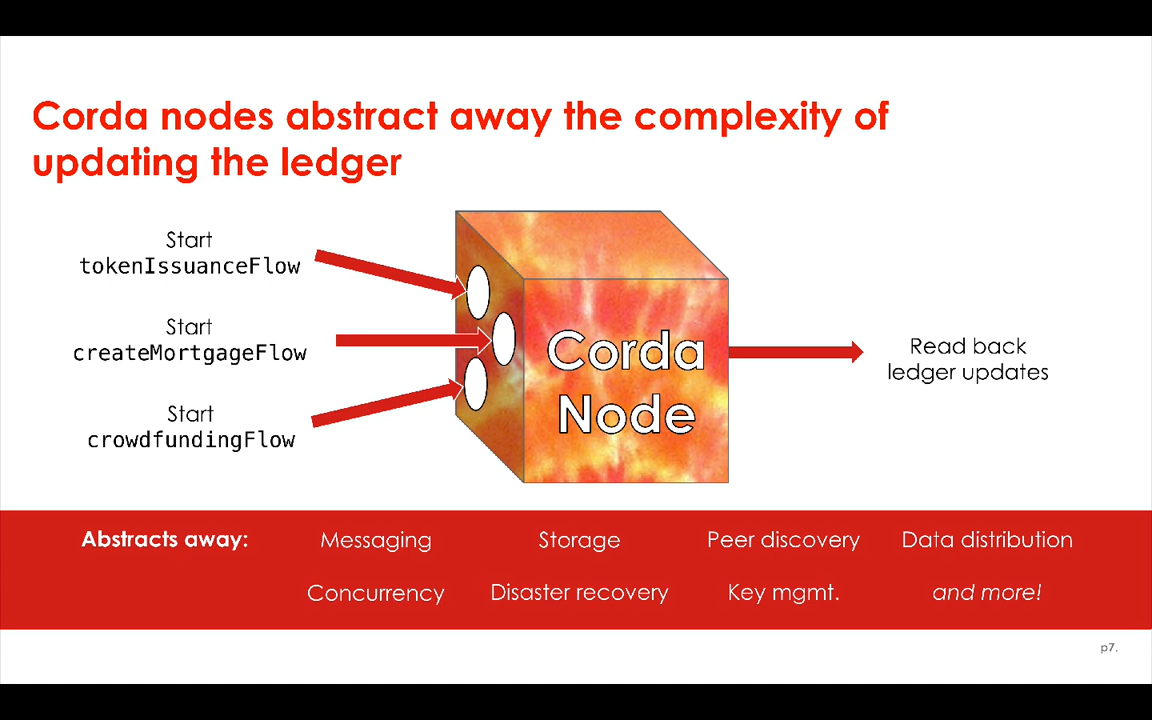 Corda nodes abstract away the complexity of
updating the ledger
Start
tokenIssuanceFlow
Start
createMortgageFlow
Start
crowdfundingFlow
Corda
Node
Read back
ledger updates
Abstracts away:
Messaging
Storage
Peer discovery
Data distribution
Concurrency
Disaster recovery
Key mgmt.
and more!
p7.